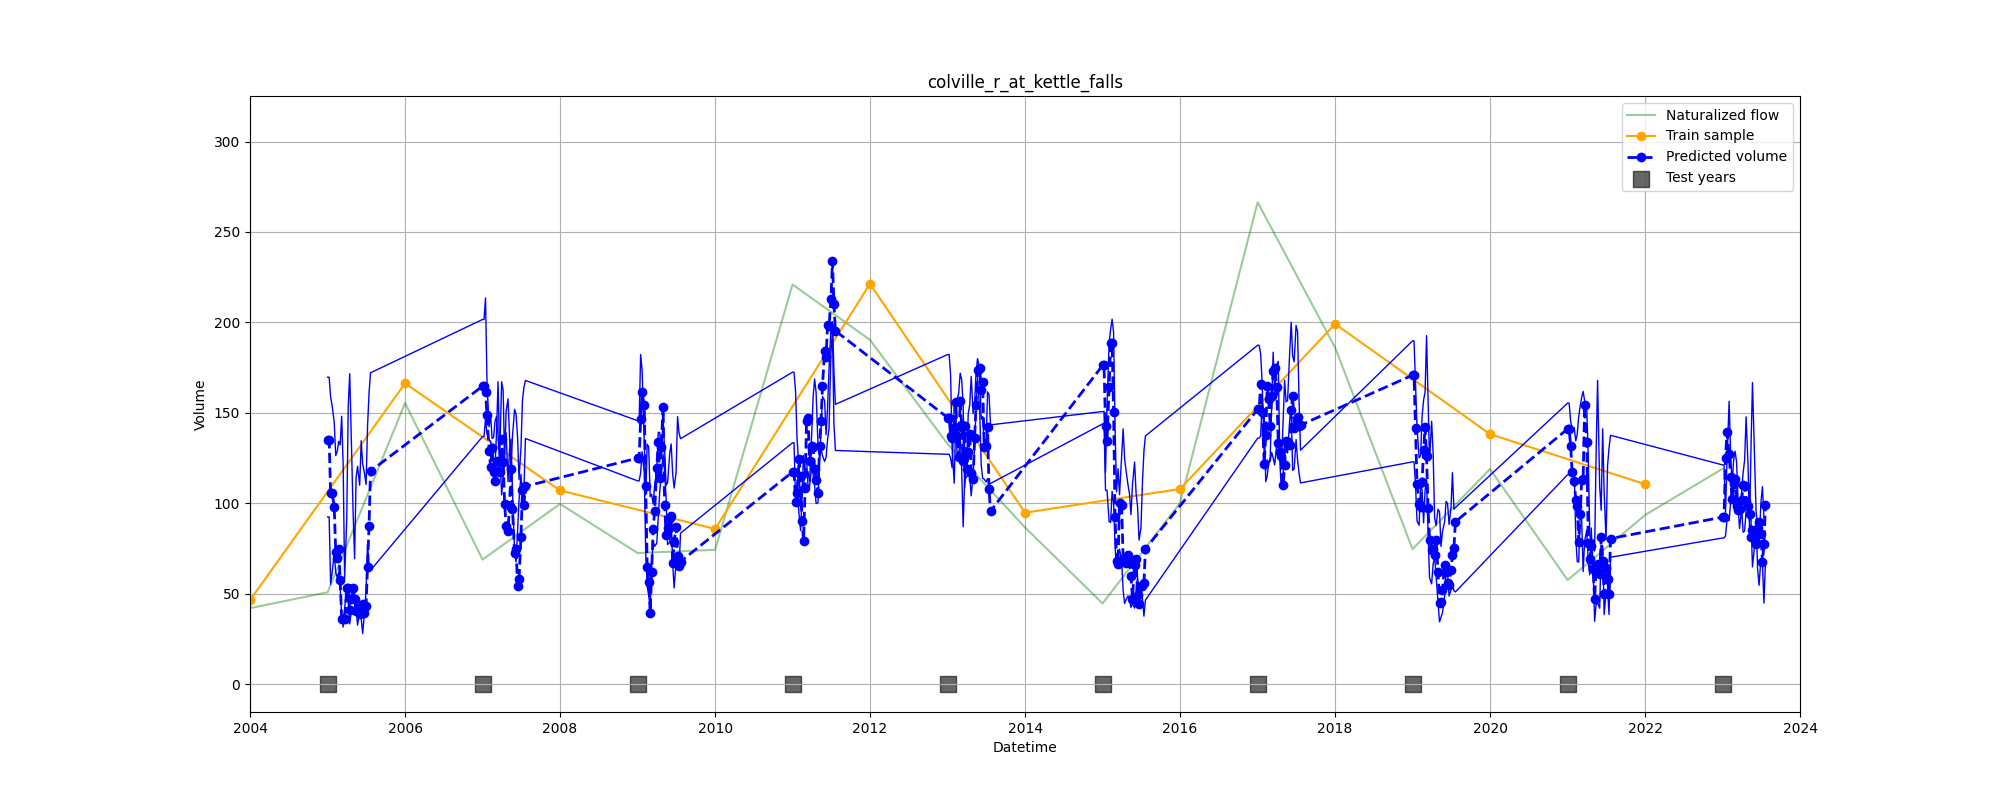 colville_r_at_kettle_falls
Naturalized flow
Train sample
Predicted volume
Test years
Volume
300
250
200
150
100
50
0
2004 2006 2008 2010 2012 2014 2016 2018 2020 2022 2024
Datetime